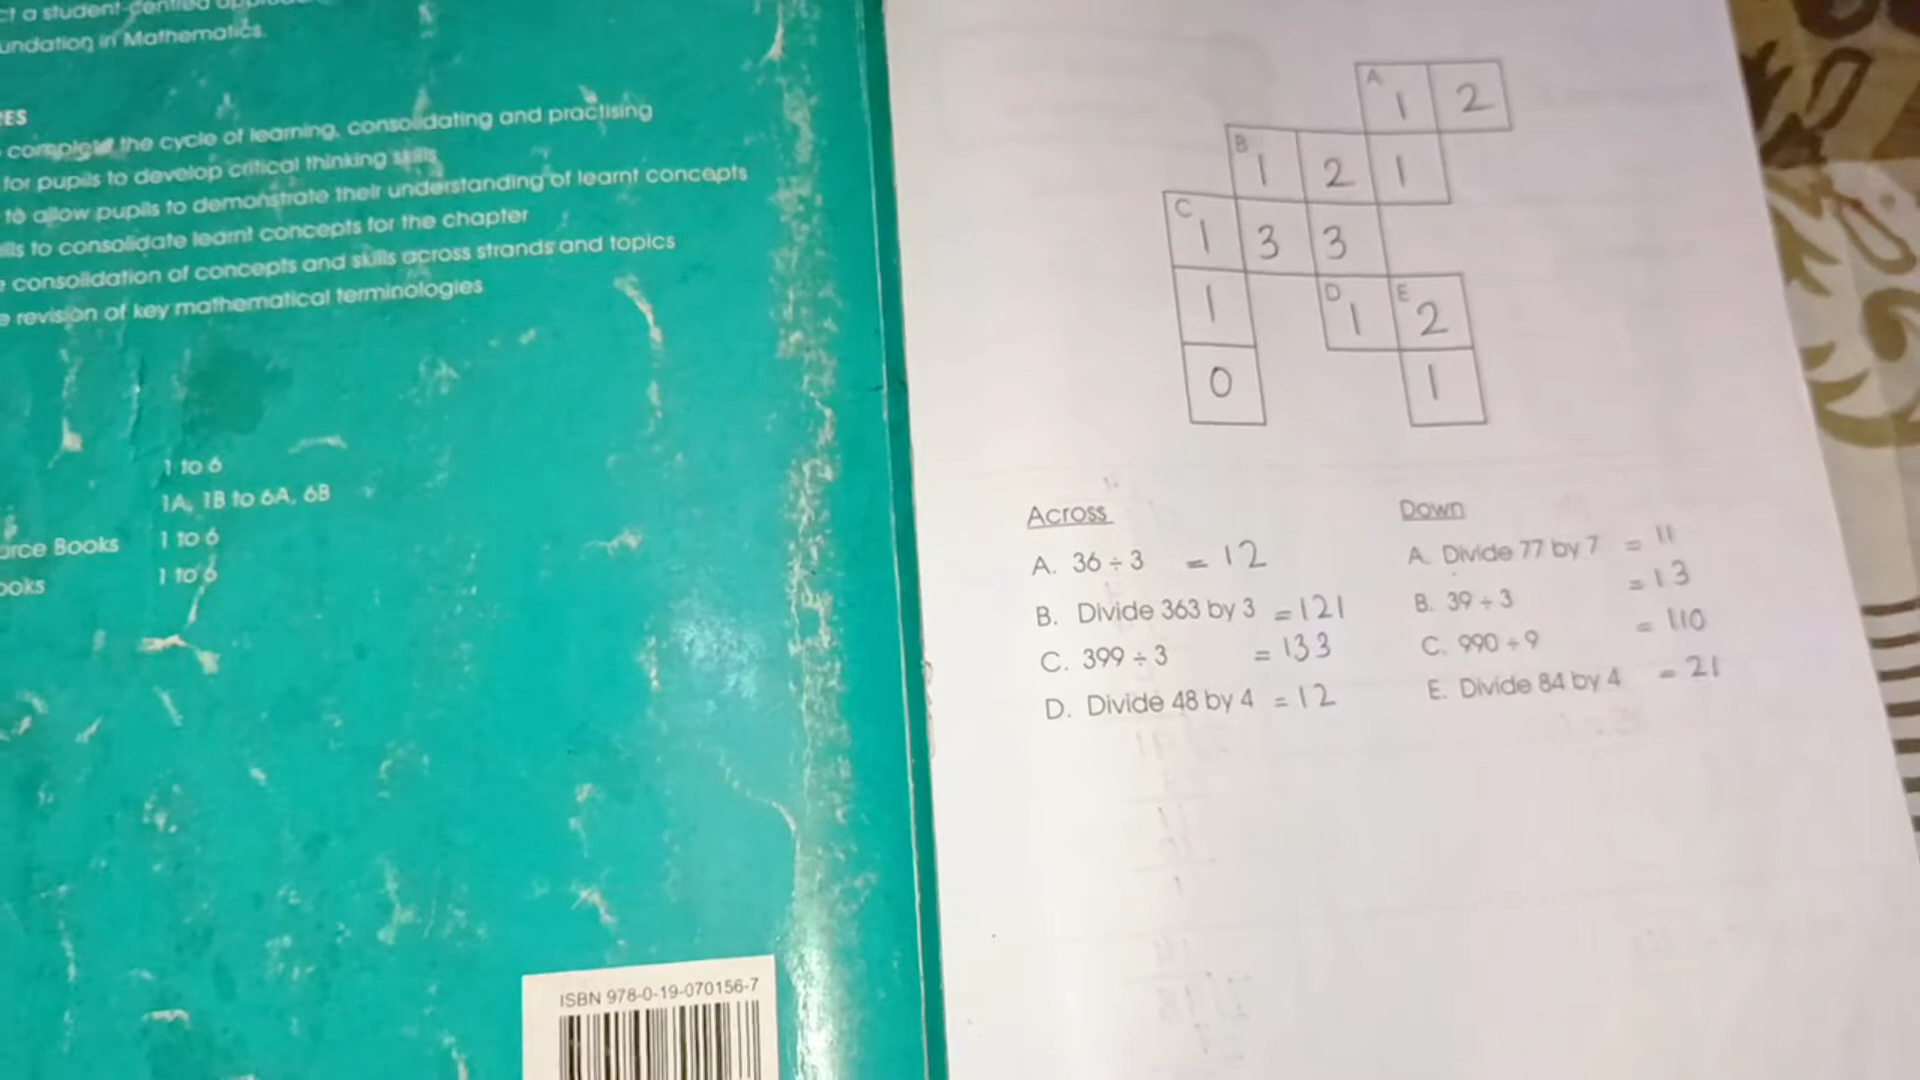 ct a student-centred
undation in Mathematics.
ES
complete the cycle of learning, consolidating and practising
for pupils to develop critical thinking skills
to allow pupils to demonstrate their understanding of learnt concepts
ills to consolidate learnt concepts for the chapter
e consolidation of concepts and skills across strands and topics
e revision of key mathematical terminologies
1 to 6
1A, 1B to 6A, 6B
urce Books 1 to 6
ooks 1 to 6
ISBN 978-0-19-070156-7
A 1 2
B 1 2 1
C 1 3 3
1 D 1 E 2
0 1
Across
A. 36 ÷ 3 = 12
B. Divide 363 by 3 = 121
C. 399 ÷ 3 = 133
D. Divide 48 by 4 = 12
Down
A. Divide 77 by 7 = 11
B. 39 ÷ 3 = 13
C. 990 ÷ 9 = 110
E. Divide 84 by 4 = 21